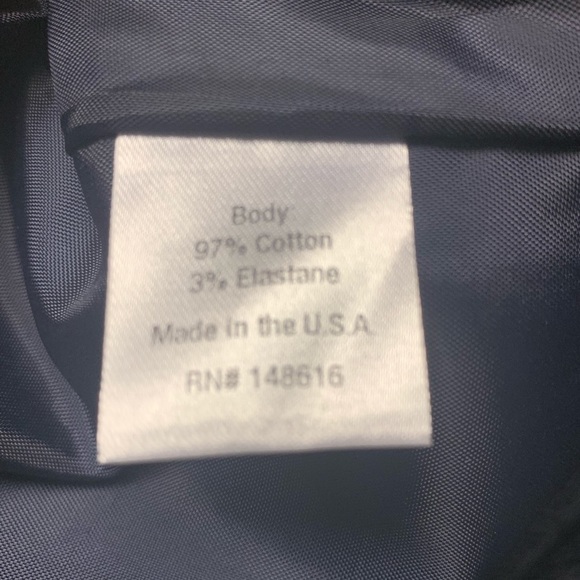 Body
97% Cotton
3% Elastane
Made in the U.S.A.
RN# 148616